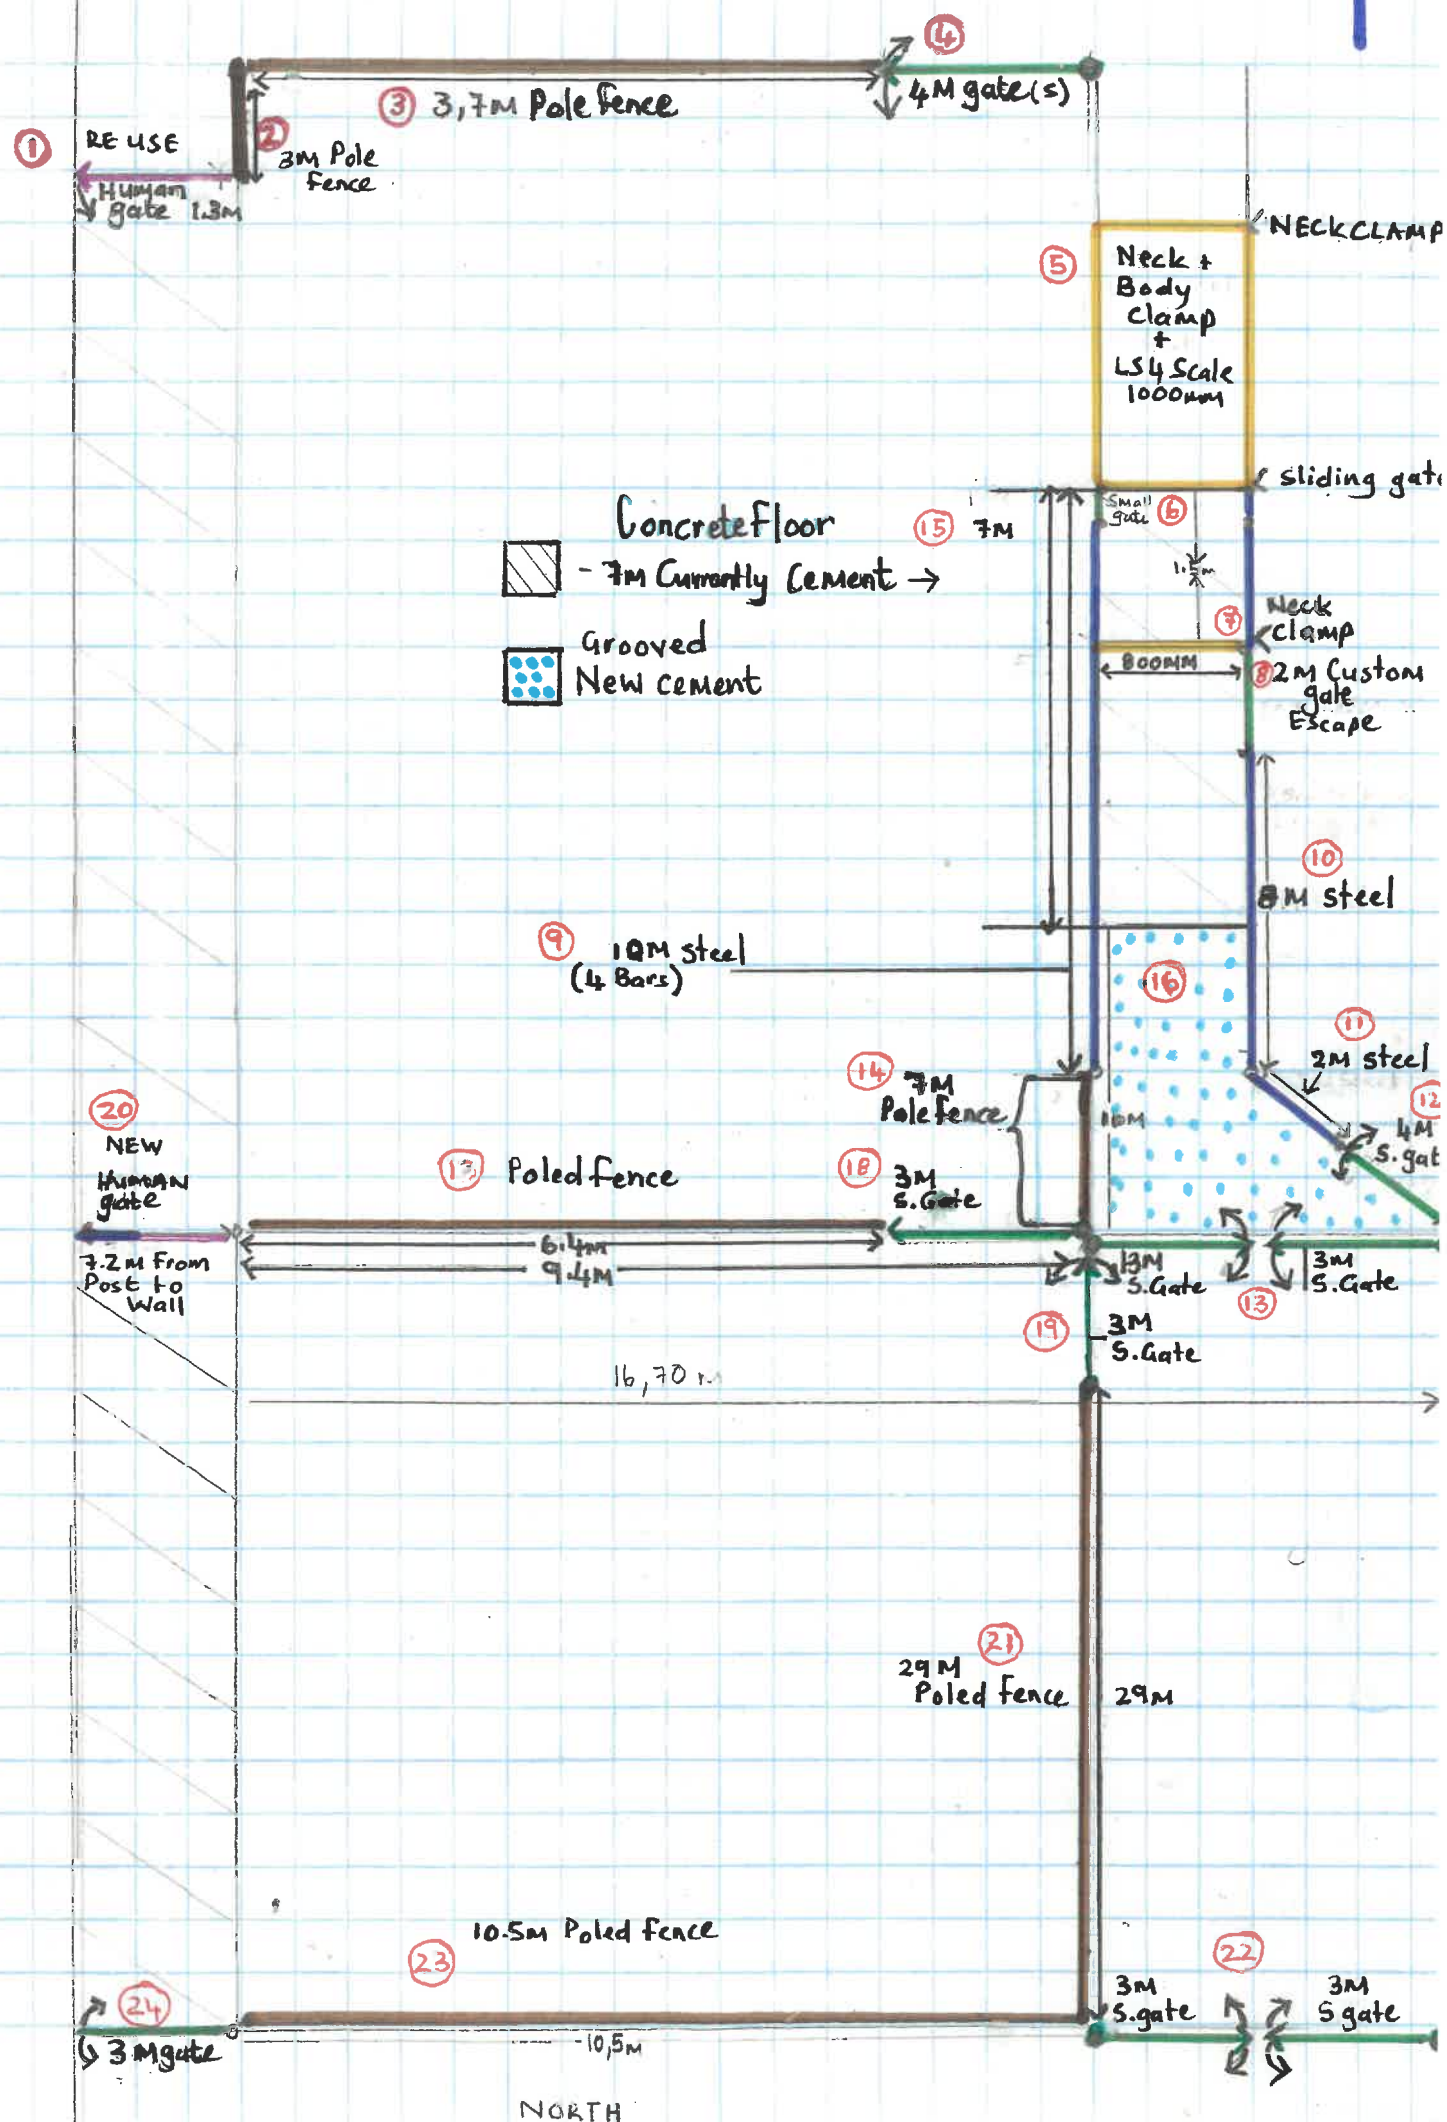 4
3 3,7M Pole fence
4M gate(s)
1 RE USE
2
3M Pole
Fence
Human
gate 1.3M
NECKCLAMP
5 Neck +
Body
Clamp
+
LS4 Scale
1000mm
sliding gate
Small
gate 6
Concrete Floor
15 7M
- 7M Currently Cement →
1.5m
Grooved
New cement
7 Neck
Clamp
800MM
8 2M Custom
gate
Escape
10
8M steel
9 10M steel
(4 Bars)
16
11
2M steel
12
4M
S.gat
14 7M
Pole fence
10M
20
NEW
HUMAN
gate
17 Poled fence
18 3M
S.Gate
6.4M
9.4M
7.2M From
Post to
Wall
3M
S.Gate
13
3M
S.Gate
19 3M
S.Gate
16,70 m
21
29M
Poled fence
29M
10.5M Poled fence
23
22
3M
S.gate
3M
S gate
24
3Mgate
10,5M
NORTH